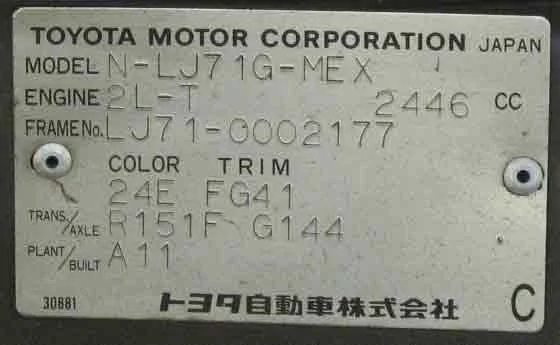 TOYOTA MOTOR CORPORATION JAPAN
MODEL N-LJ71G-MEX
ENGINE 2L-T 2446 CC
FRAME No. LJ71-0002177
COLOR TRIM
24E FG41
TRANS./AXLE R151F G144
PLANT/BUILT A11
30881 トヨタ自動車株式会社 C